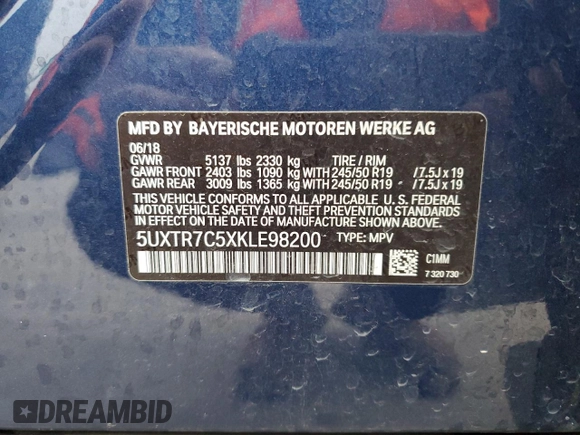 MFD BY BAYERISCHE MOTOREN WERKE AG
06/18
GVWR 5137 lbs 2330 kg TIRE / RIM
GAWR FRONT 2403 lbs 1090 kg WITH 245/50 R19 / 7.5J x 19
GAWR REAR 3009 lbs 1365 kg WITH 245/50 R19 / 7.5J x 19
THIS VEHICLE CONFORMS TO ALL APPLICABLE U. S. FEDERAL
MOTOR VEHICLE SAFETY, BUMPER, AND THEFT PREVENTION
STANDARDS IN EFFECT ON THE DATE OF MANUFACTURE SHOWN ABOVE.
5UXTR7C5XKLE98200 TYPE: MPV
C1MM
7 320 730
DREAMBID